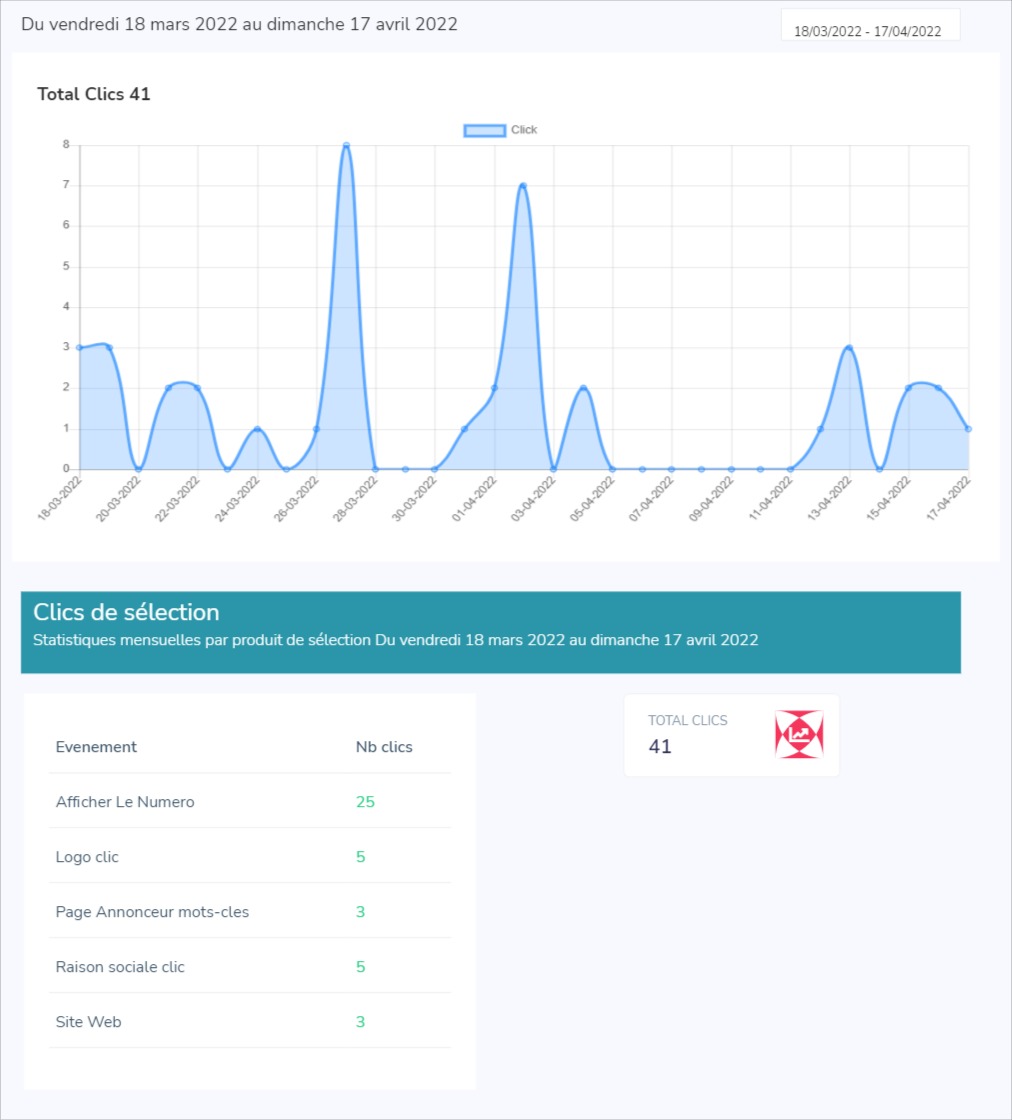 Du vendredi 18 mars 2022 au dimanche 17 avril 2022
18/03/2022 - 17/04/2022
Total Clics 41
Click
8
7
6
5
4
3
2
1
0
18-03-2022
20-03-2022
22-03-2022
24-03-2022
26-03-2022
28-03-2022
30-03-2022
01-04-2022
03-04-2022
05-04-2022
07-04-2022
09-04-2022
11-04-2022
13-04-2022
15-04-2022
17-04-2022
Clics de sélection
Statistiques mensuelles par produit de sélection Du vendredi 18 mars 2022 au dimanche 17 avril 2022
Evenement Nb clics
Afficher Le Numero 25
Logo clic 5
Page Annonceur mots-cles 3
Raison sociale clic 5
Site Web 3
TOTAL CLICS
41